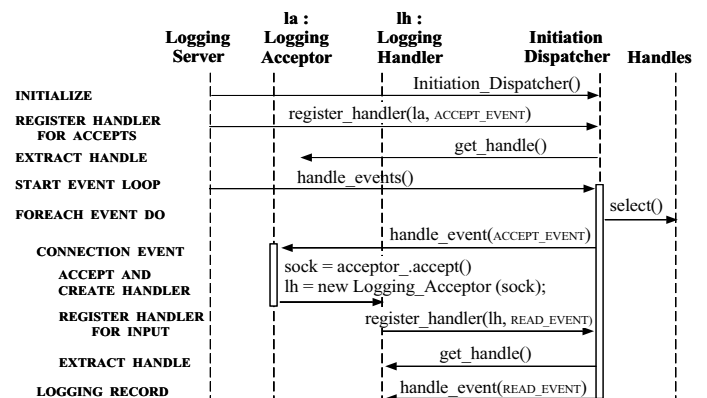 la :
lh :
Logging Server
Logging Acceptor
Logging Handler
Initiation Dispatcher
Handles
INITIALIZE
Initiation_Dispatcher()
REGISTER HANDLER
FOR ACCEPTS
register_handler(la, ACCEPT_EVENT)
EXTRACT HANDLE
get_handle()
START EVENT LOOP
handle_events()
FOREACH EVENT DO
select()
CONNECTION EVENT
handle_event(ACCEPT_EVENT)
ACCEPT AND
CREATE HANDLER
sock = acceptor_.accept()
lh = new Logging_Acceptor (sock);
REGISTER HANDLER
FOR INPUT
register_handler(lh, READ_EVENT)
EXTRACT HANDLE
get_handle()
LOGGING RECORD
handle_event(READ_EVENT)